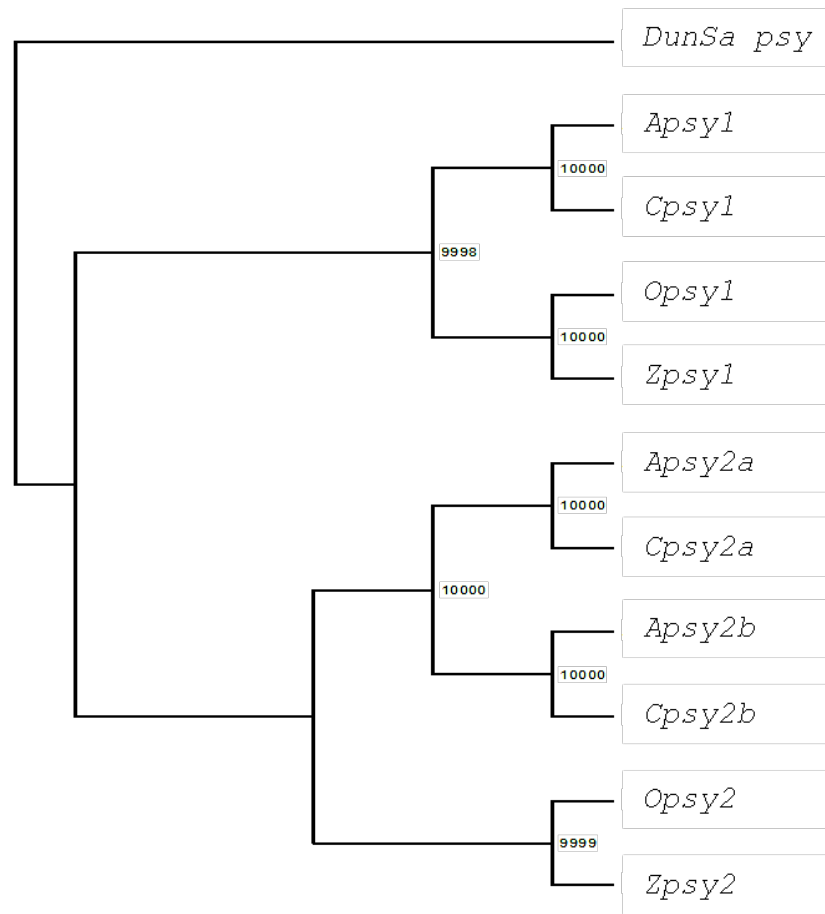 DunSa psy
Apsy1
10000
Cpsy1
9998
Opsy1
10000
Zpsy1
Apsy2a
10000
Cpsy2a
10000
Apsy2b
10000
Cpsy2b
Opsy2
9999
Zpsy2